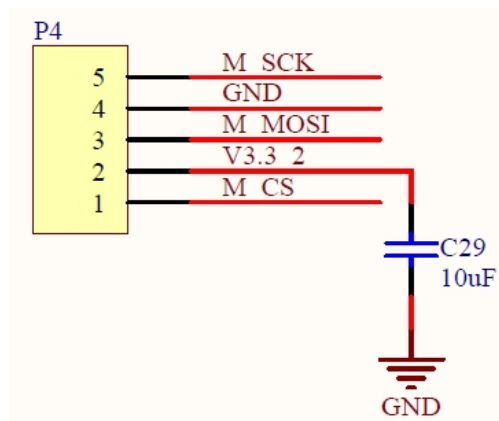 P4
5 M_SCK
4 GND
3 M_MOSI
2 V3.3_2
1 M_CS
C29
10uF
GND